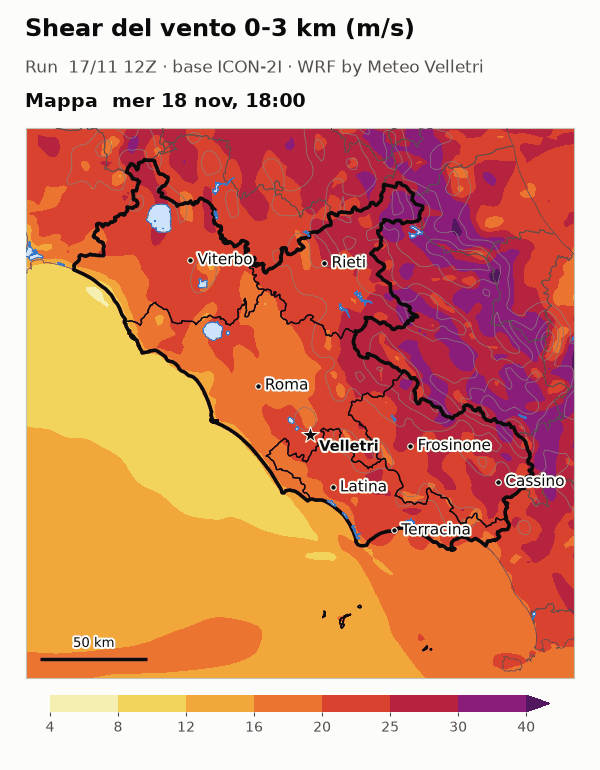 Shear del vento 0-3 km (m/s)
Run  17/11 12Z · base ICON-2I · WRF by Meteo Velletri
Mappa  mer 18 nov, 18:00
Viterbo
Rieti
Roma
Velletri
Frosinone
Cassino
Latina
Terracina
50 km
4 8 12 16 20 25 30 40